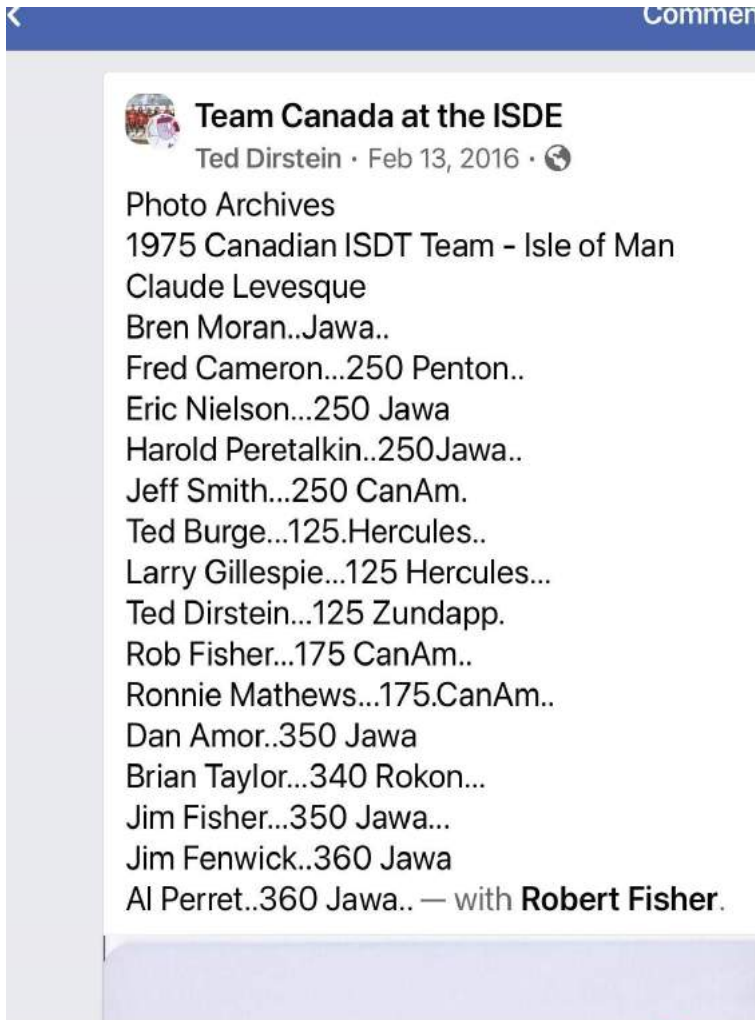 Team Canada at the ISDE
Ted Dirstein · Feb 13, 2016 ·
Photo Archives
1975 Canadian ISDT Team - Isle of Man
Claude Levesque
Bren Moran..Jawa..
Fred Cameron...250 Penton..
Eric Nielson...250 Jawa
Harold Peretalkin..250Jawa..
Jeff Smith...250 CanAm.
Ted Burge...125.Hercules..
Larry Gillespie...125 Hercules...
Ted Dirstein...125 Zundapp.
Rob Fisher...175 CanAm..
Ronnie Mathews...175.CanAm..
Dan Amor..350 Jawa
Brian Taylor...340 Rokon...
Jim Fisher...350 Jawa...
Jim Fenwick..360 Jawa
Al Perret..360 Jawa.. — with Robert Fisher.